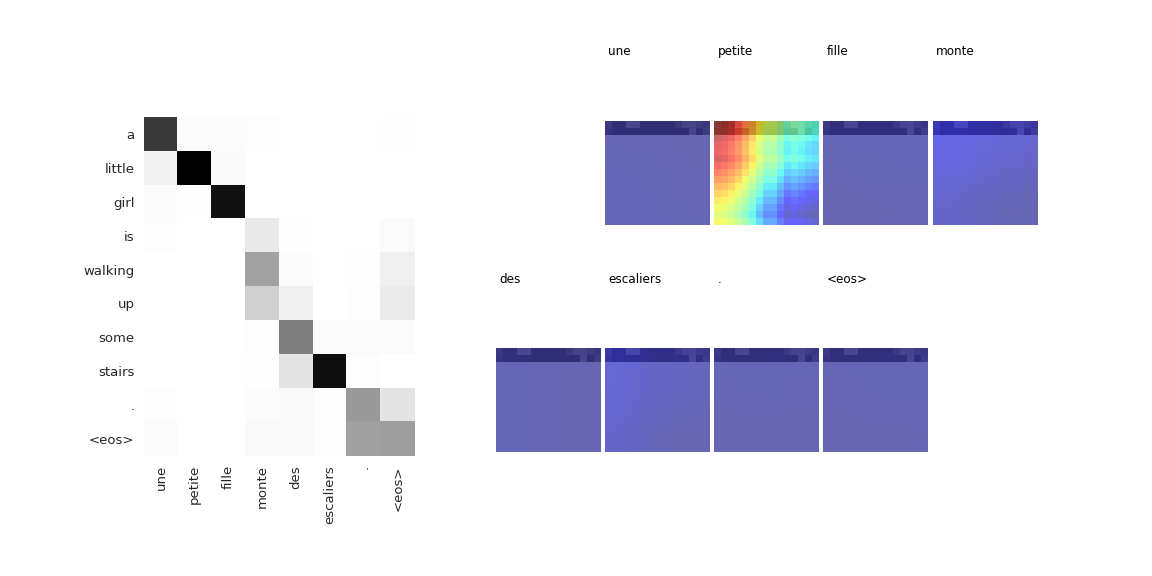 une petite fille monte
a
little
girl
is
walking
up
some
stairs
.
<eos>
une petite fille monte des escaliers . <eos>
des escaliers . <eos>